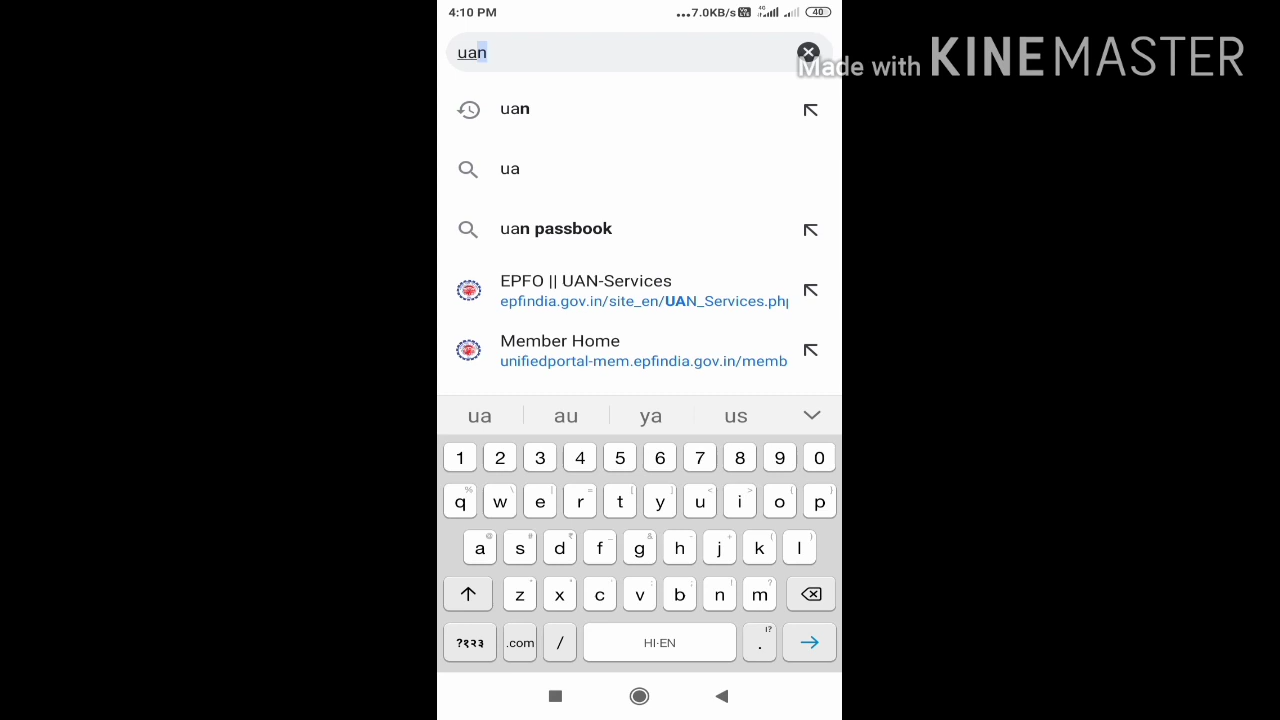 4:10 PM
...7.0KB/s 4G 40
uan
Made with KINEMASTER
uan
ua
uan passbook
EPFO || UAN-Services
epfindia.gov.in/site_en/UAN_Services.ph
Member Home
unifiedportal-mem.epfindia.gov.in/memb
ua au ya us
1 2 3 4 5 6 7 8 9 0
% \ | = [ ] < > { }
q w e r t y u i o p
@ # ₹ _ & - + ( )
a s d f g h j k l
* " ' : ; ! ?
z x c v b n m
?१२३ .com / HI-EN . !?